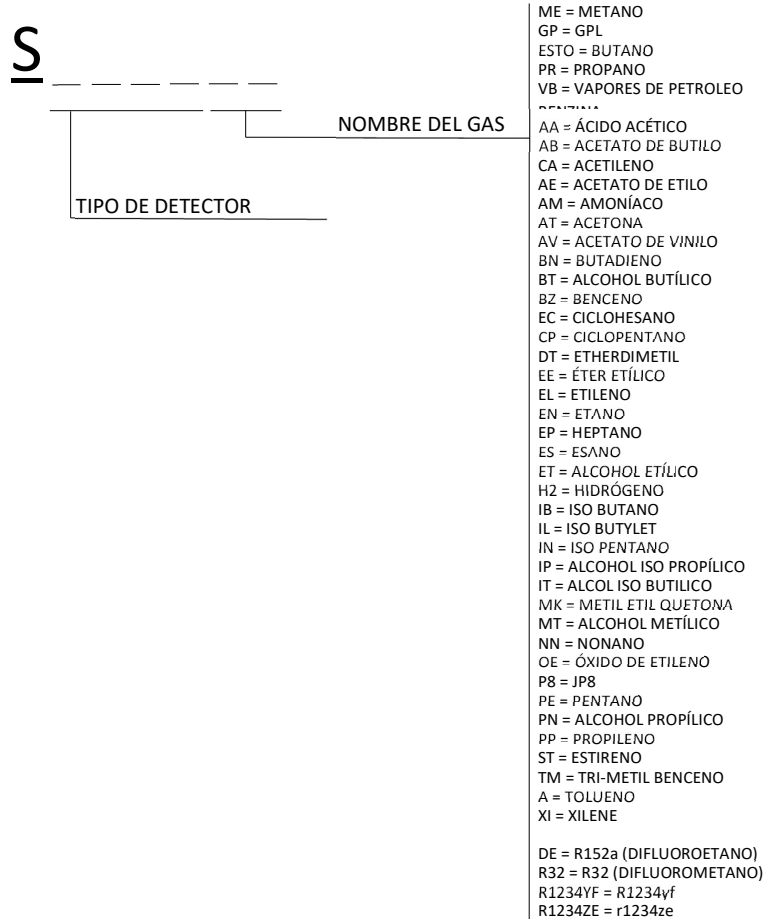 S
TIPO DE DETECTOR
NOMBRE DEL GAS
ME = METANO
GP = GPL
ESTO = BUTANO
PR = PROPANO
VB = VAPORES DE PETROLEO
BENZINA
AA = ÁCIDO ACÉTICO
AB = ACETATO DE BUTILO
CA = ACETILENO
AE = ACETATO DE ETILO
AM = AMONÍACO
AT = ACETONA
AV = ACETATO DE VINILO
BN = BUTADIENO
BT = ALCOHOL BUTÍLICO
BZ = BENCENO
EC = CICLOHESANO
CP = CICLOPENTANO
DT = ETHERDIMETIL
EE = ÉTER ETÍLICO
EL = ETILENO
EN = ETANO
EP = HEPTANO
ES = ESANO
ET = ALCOHOL ETÍLICO
H2 = HIDRÓGENO
IB = ISO BUTANO
IL = ISO BUTYLET
IN = ISO PENTANO
IP = ALCOHOL ISO PROPÍLICO
IT = ALCOL ISO BUTILICO
MK = METIL ETIL QUETONA
MT = ALCOHOL METÍLICO
NN = NONANO
OE = ÓXIDO DE ETILENO
P8 = JP8
PE = PENTANO
PN = ALCOHOL PROPÍLICO
PP = PROPILENO
ST = ESTIRENO
TM = TRI-METIL BENCENO
A = TOLUENO
XI = XILENE
DE = R152a (DIFLUOROETANO)
R32 = R32 (DIFLUOROMETANO)
R1234YF = R1234yf
R1234ZE = r1234ze